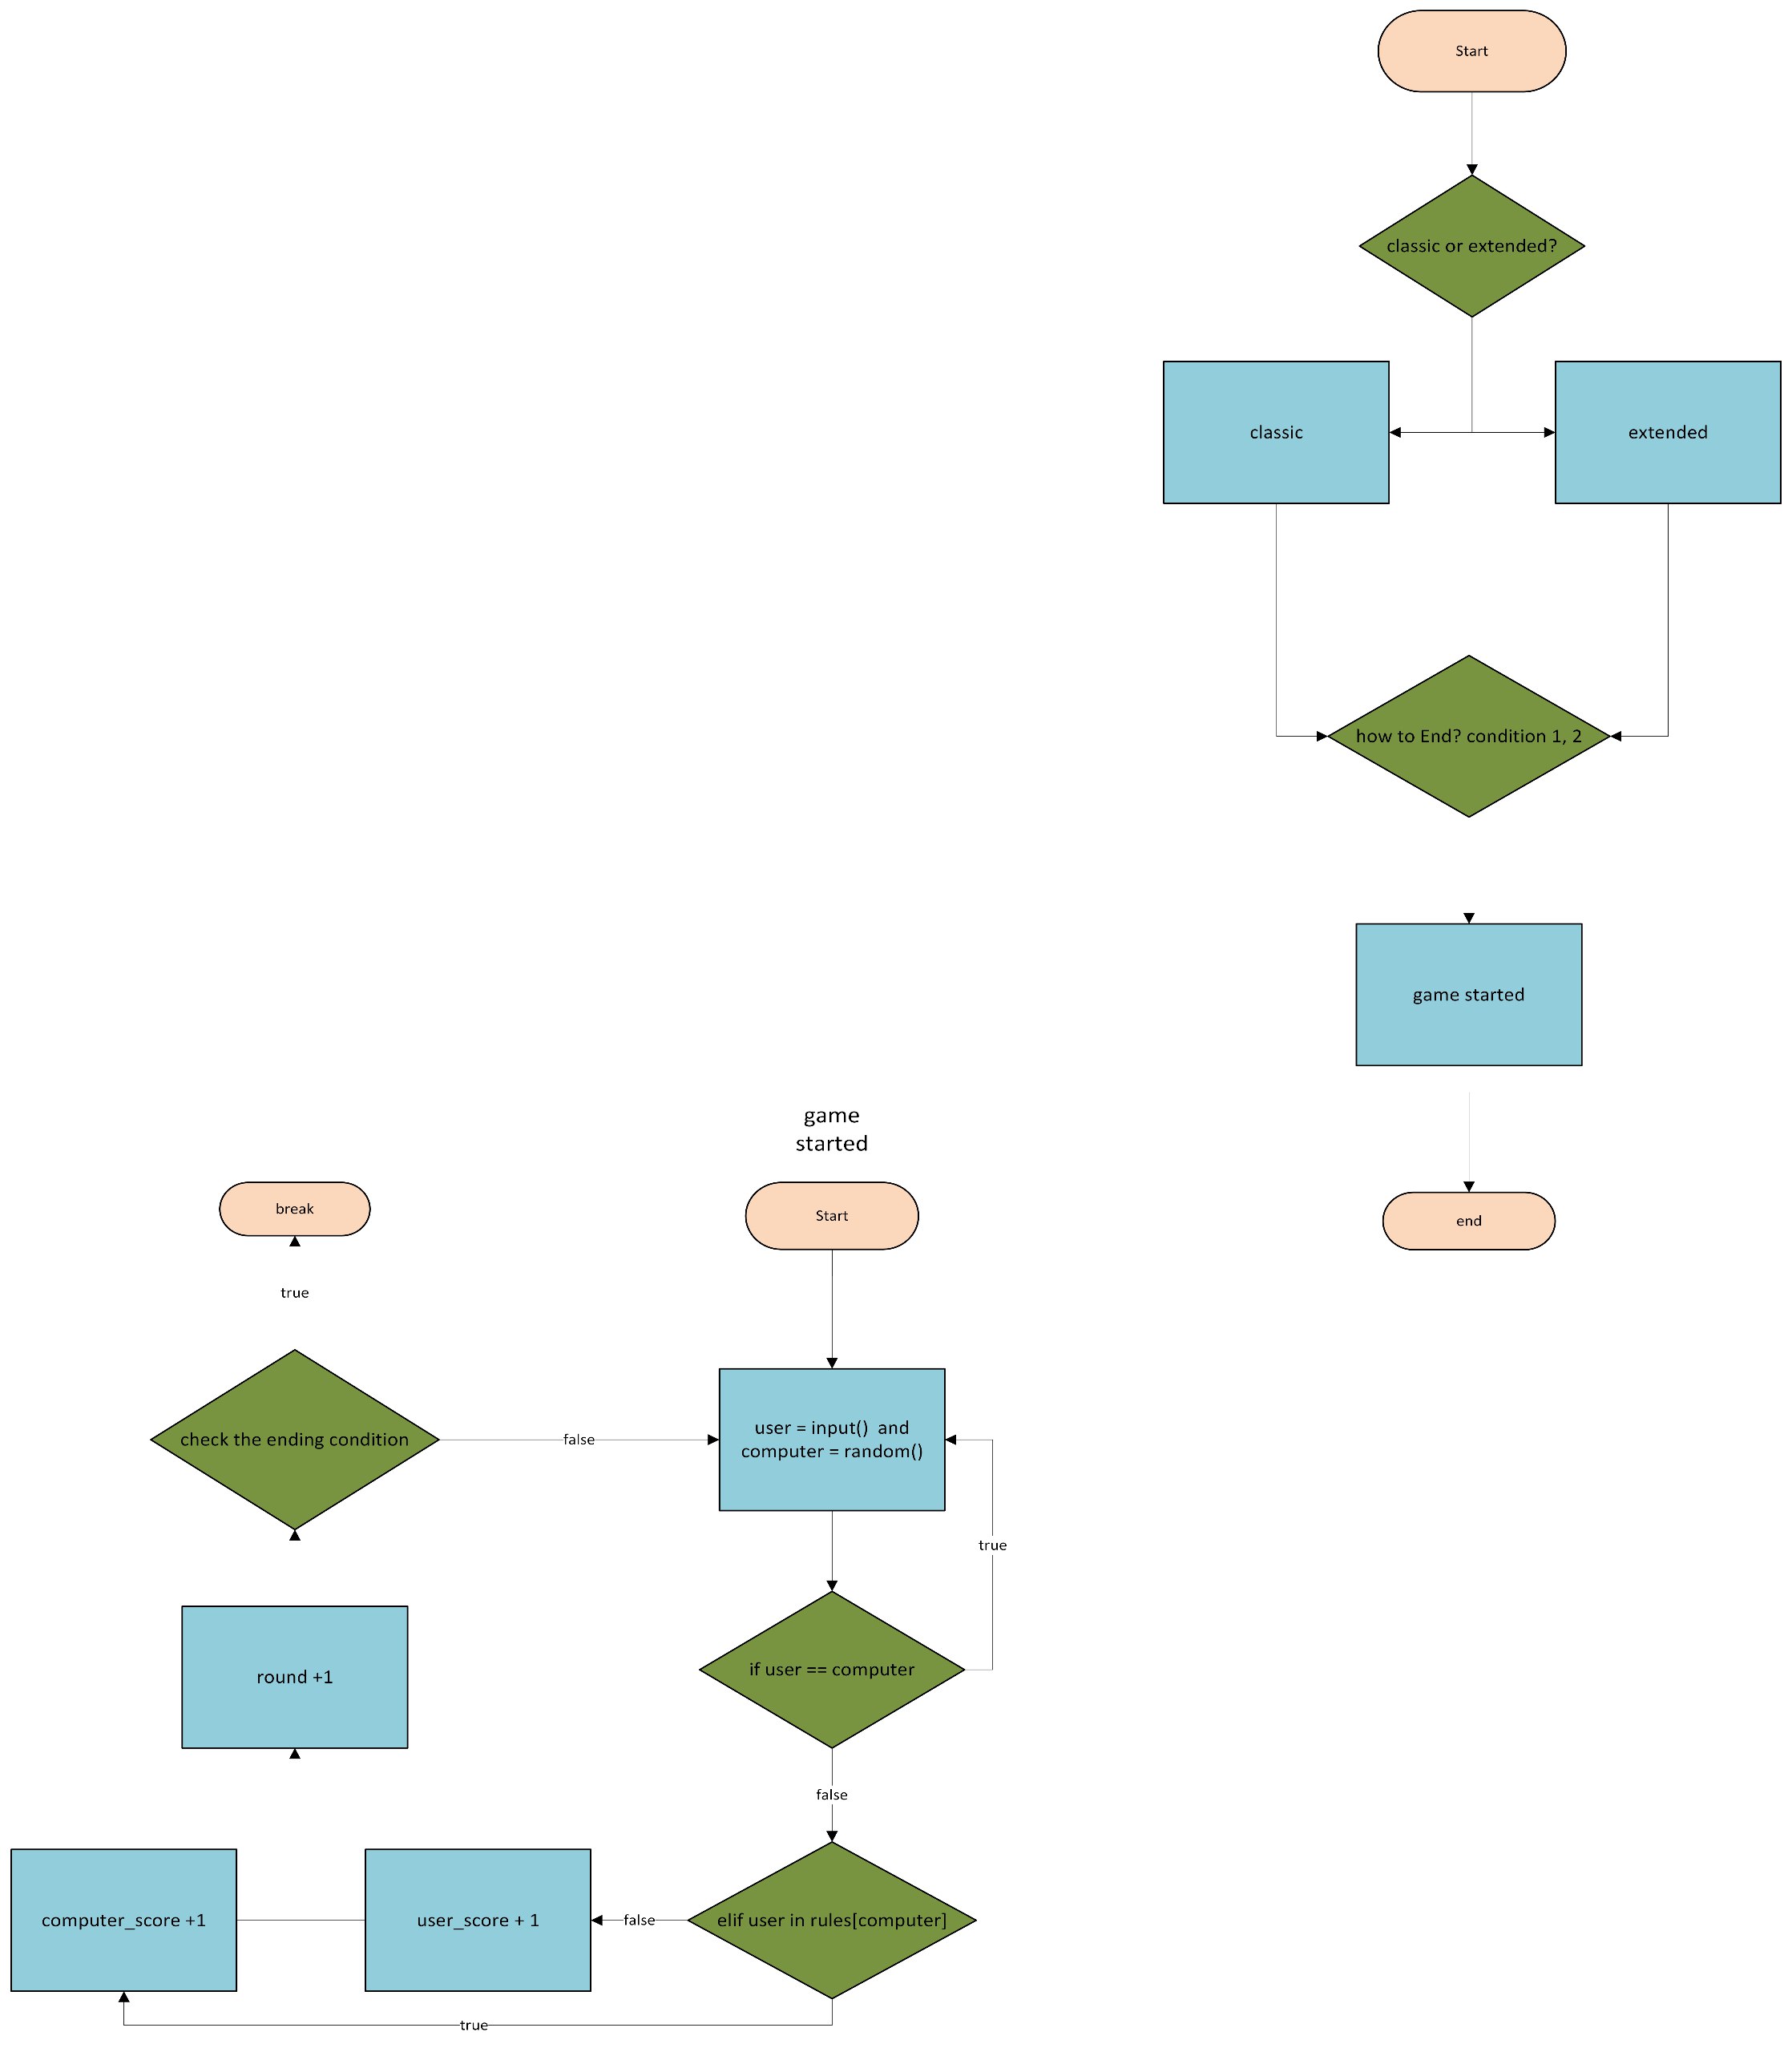 Start
classic or extended?
classic
extended
how to End? condition 1, 2
game started
end
game
started
Start
break
true
check the ending condition
false
user = input()  and
computer = random()
true
if user == computer
round +1
false
computer_score +1
user_score + 1
false
elif user in rules[computer]
true